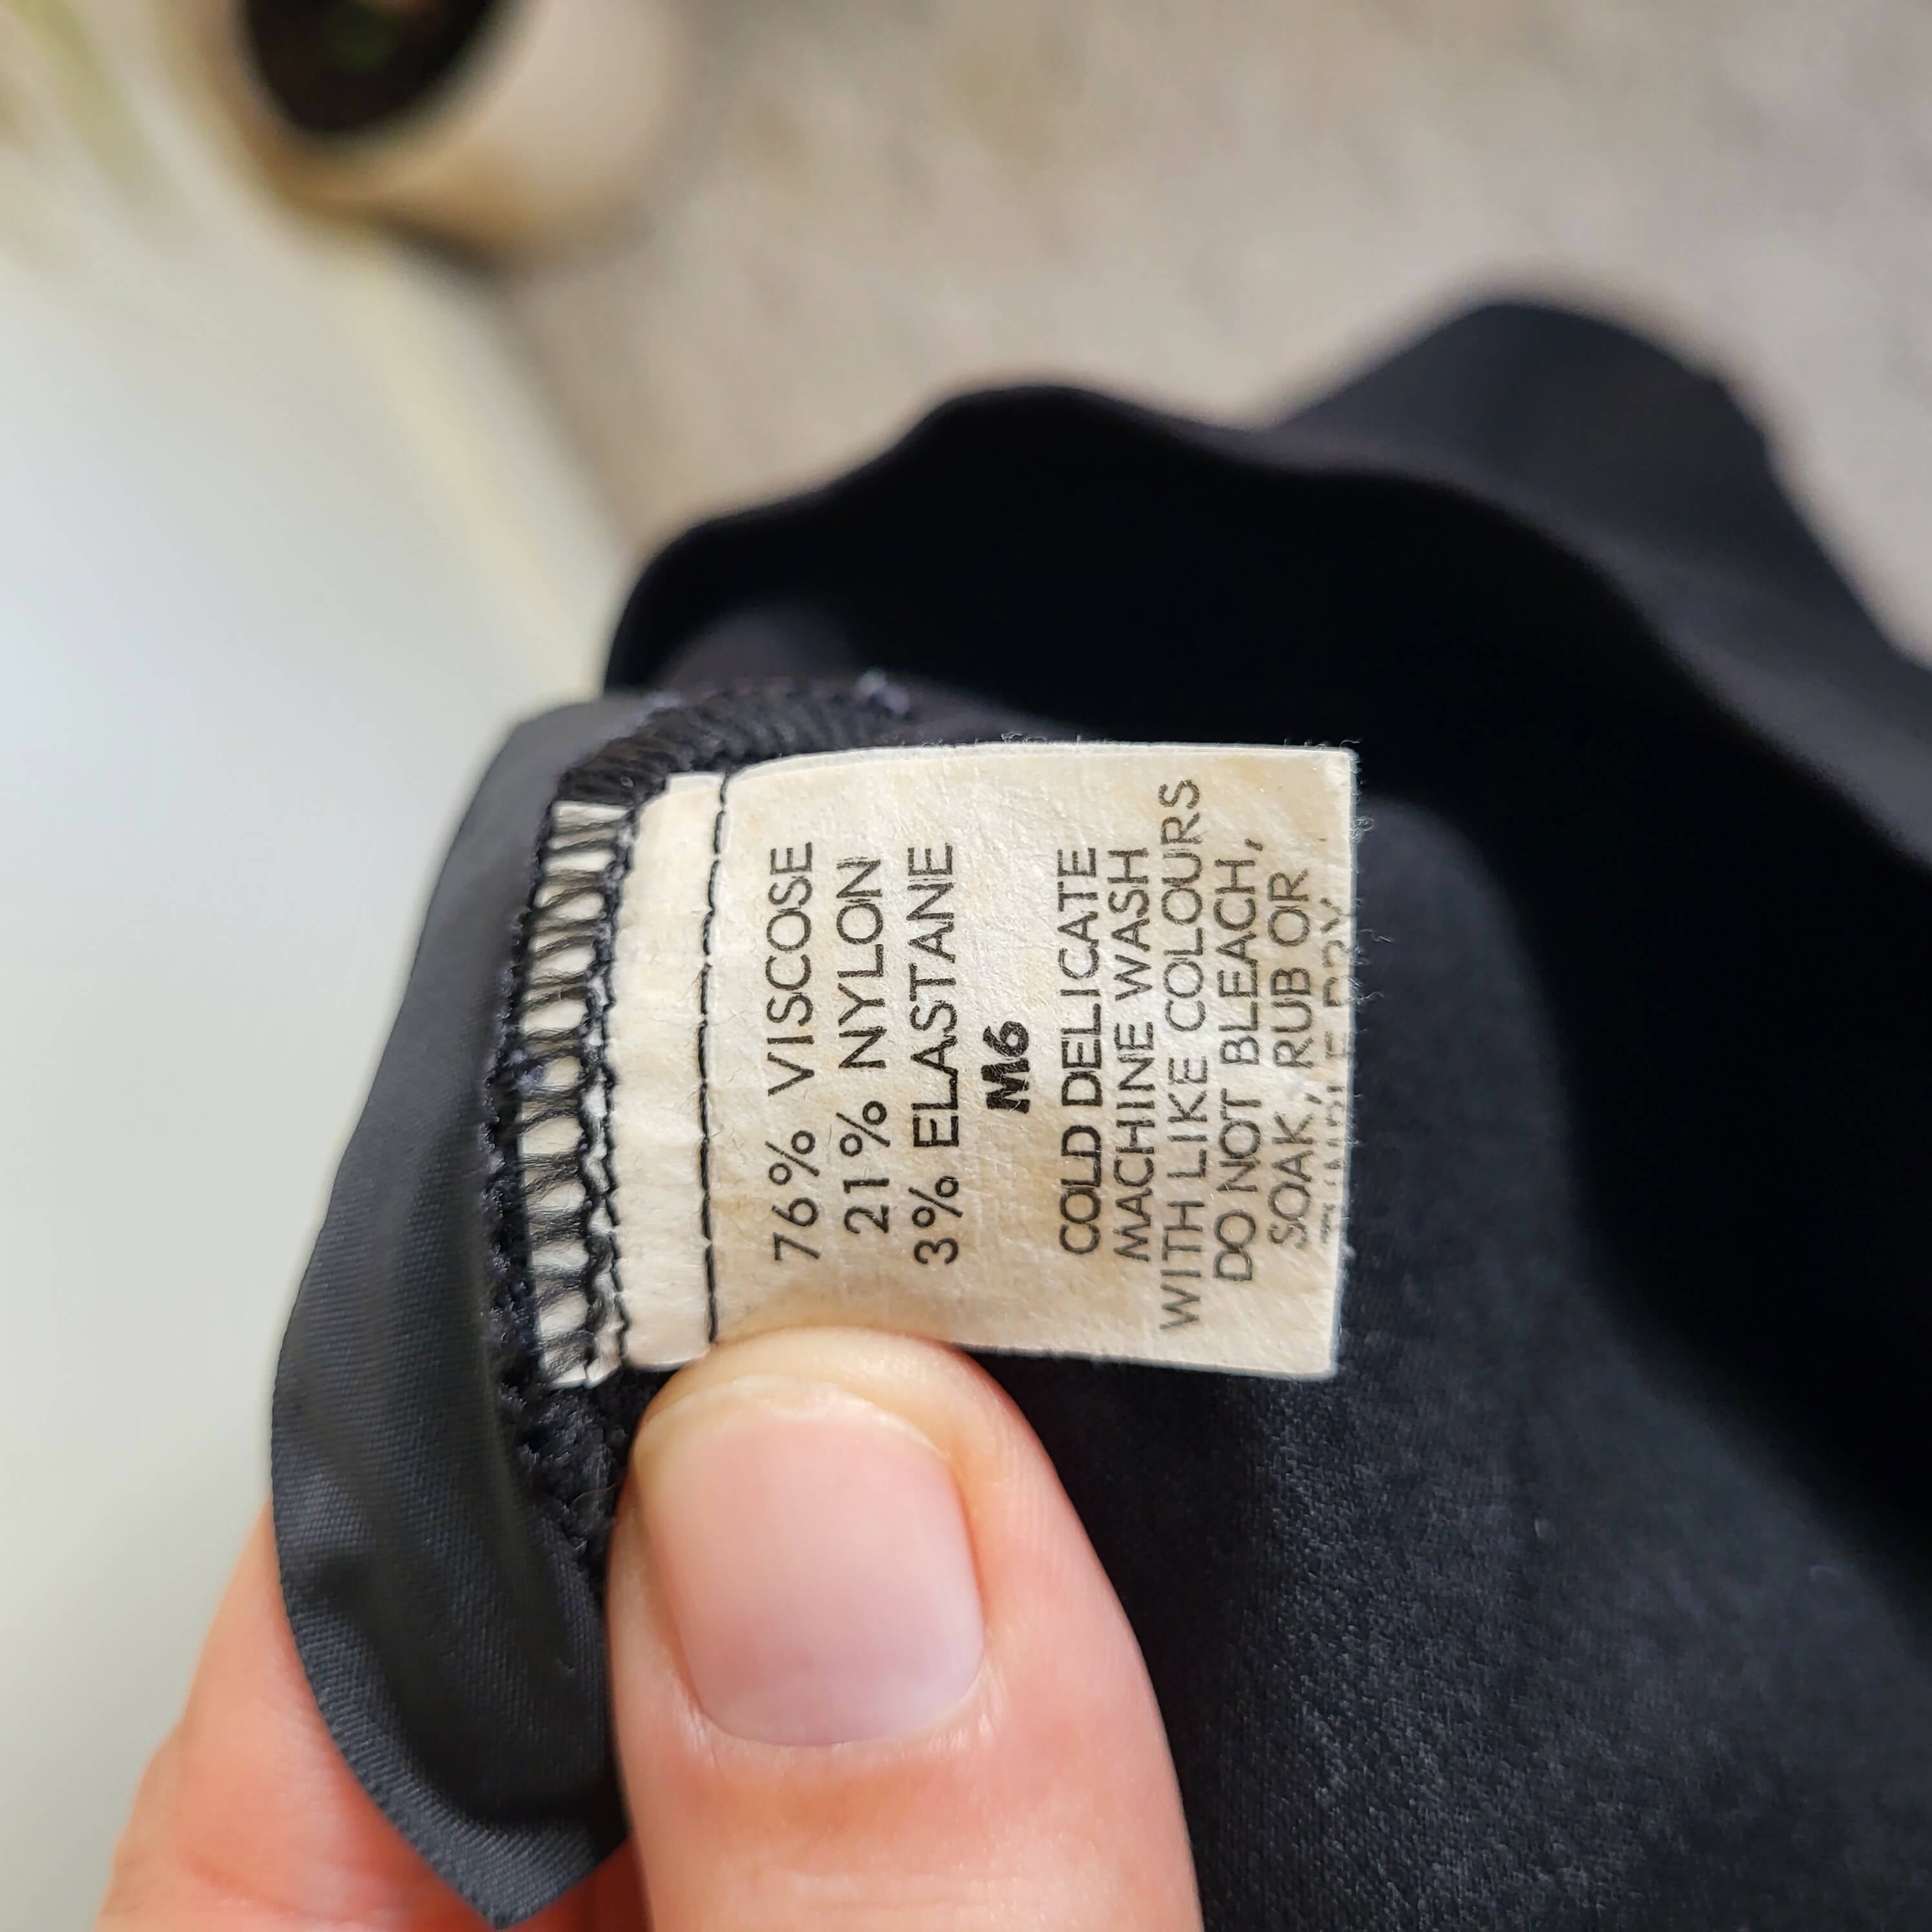 76% VISCOSE
21% NYLON
3% ELASTANE
M6
COLD DELICATE
MACHINE WASH
WITH LIKE COLOURS
DO NOT BLEACH,
SOAK, RUB OR